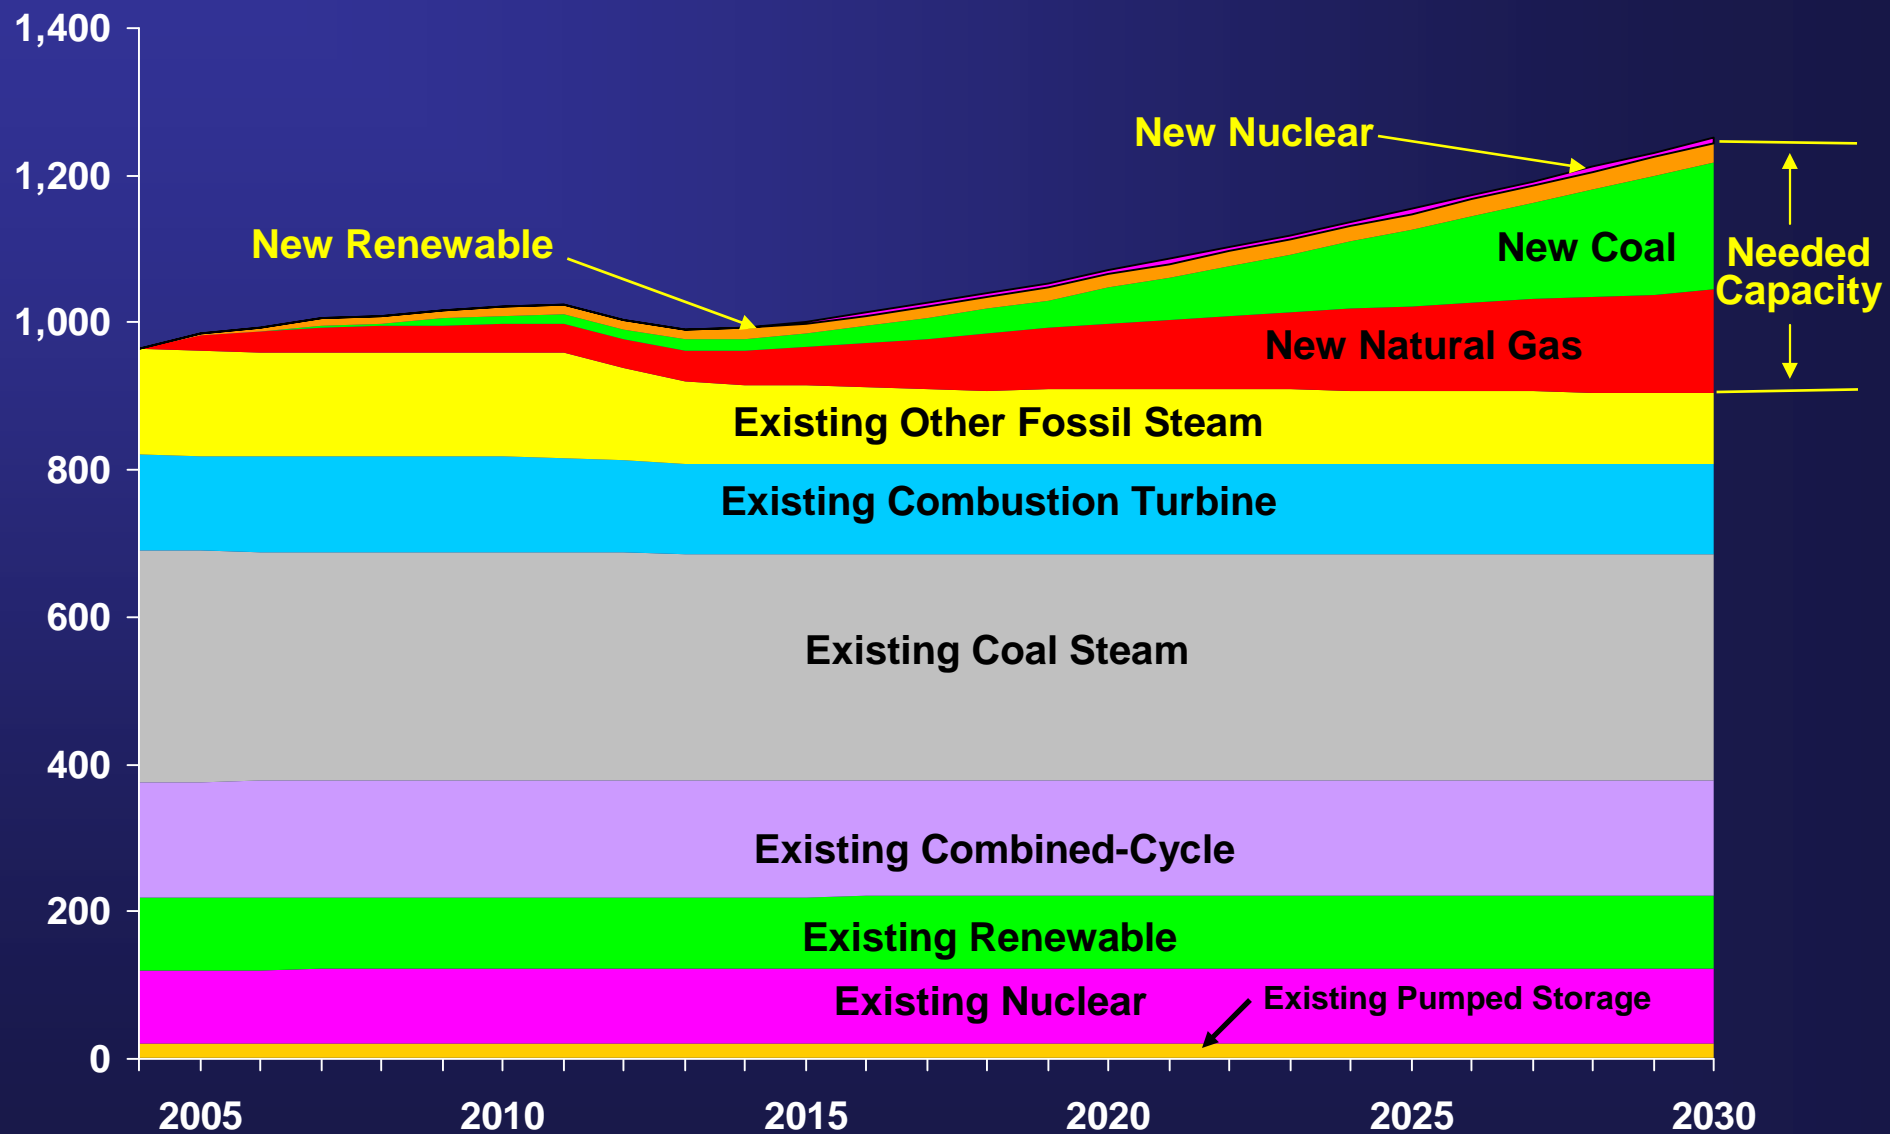 1,400
1,200
1,000
800
600
400
200
0
New Nuclear
New Renewable
New Coal
Needed
Capacity
New Natural Gas
Existing Other Fossil Steam
Existing Combustion Turbine
Existing Coal Steam
Existing Combined-Cycle
Existing Renewable
Existing Nuclear
Existing Pumped Storage
2005 2010 2015 2020 2025 2030